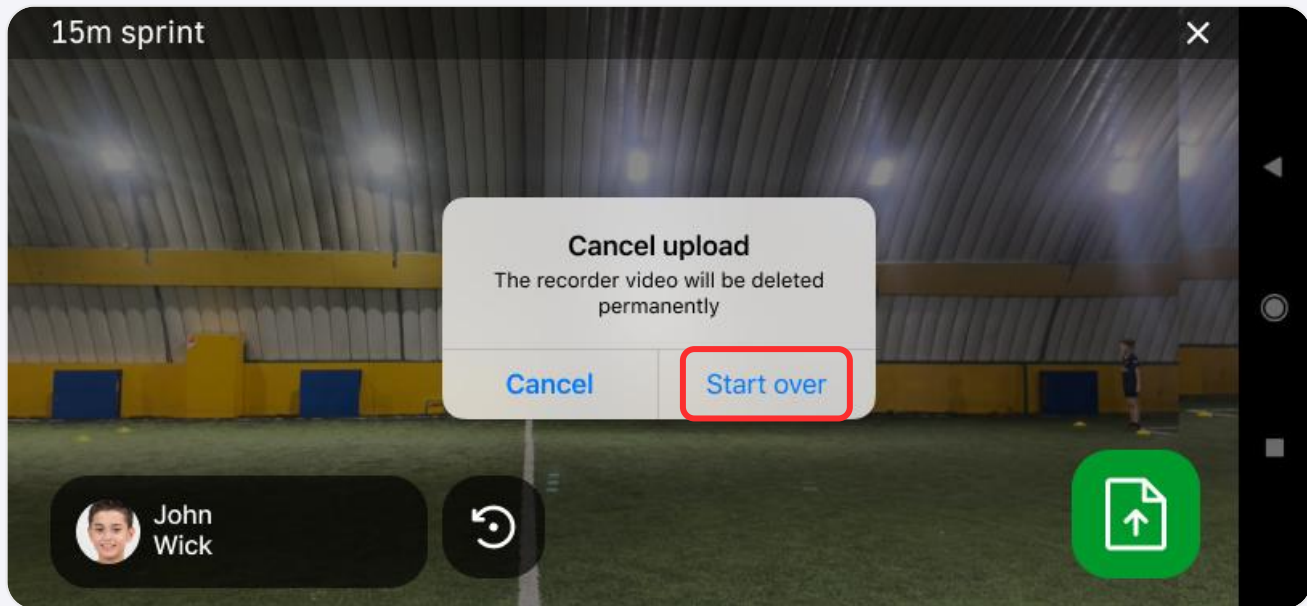 15m sprint
Cancel upload
The recorder video will be deleted
permanently
Cancel
Start over
John
Wick